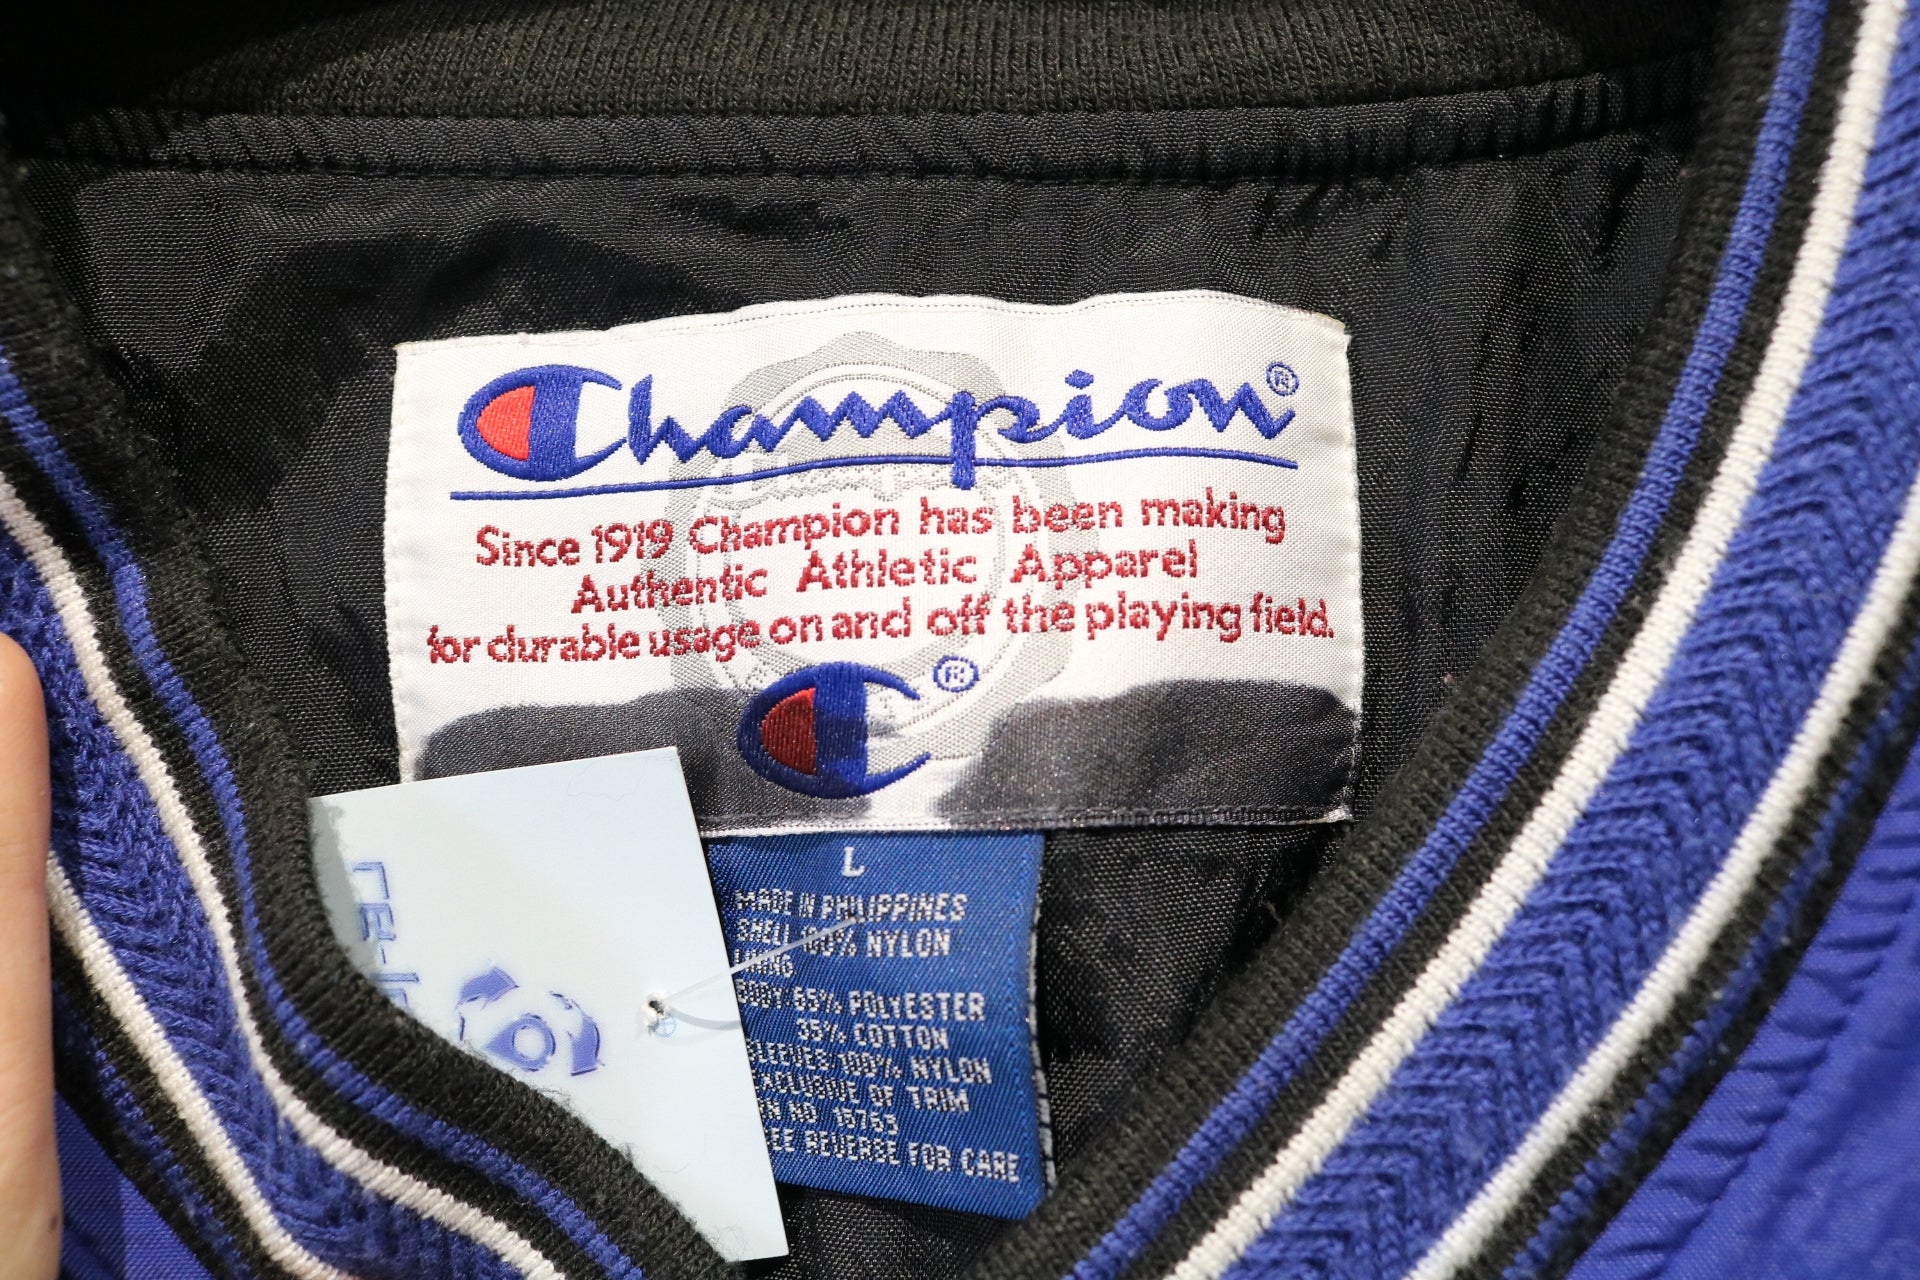 Champion®
Since 1919 Champion has been making
Authentic Athletic Apparel
for durable usage on and off the playing field.
®
L
MADE IN PHILIPPINES
SHELL 100% NYLON
BODY 65% POLYESTER
35% COTTON
SLEEVES 100% NYLON
EXCLUSIVE OF TRIM
RN NO. 15763
SEE REVERSE FOR CARE